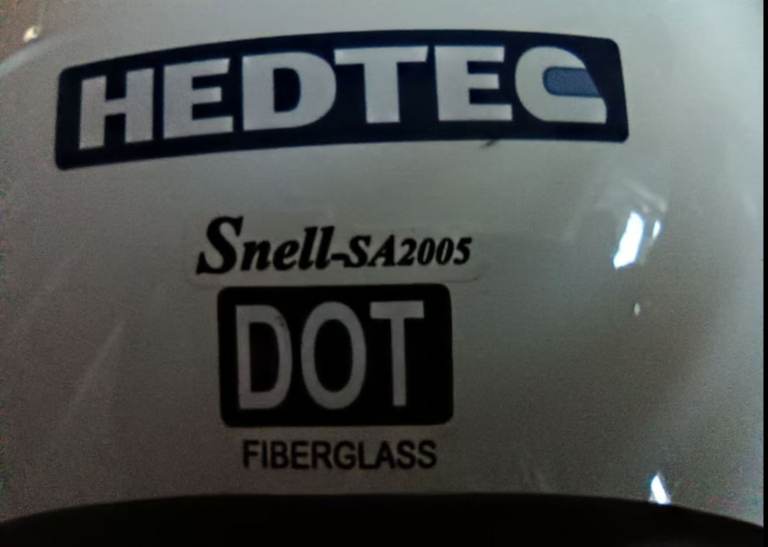 HEDTEC
Snell-SA2005
DOT
FIBERGLASS